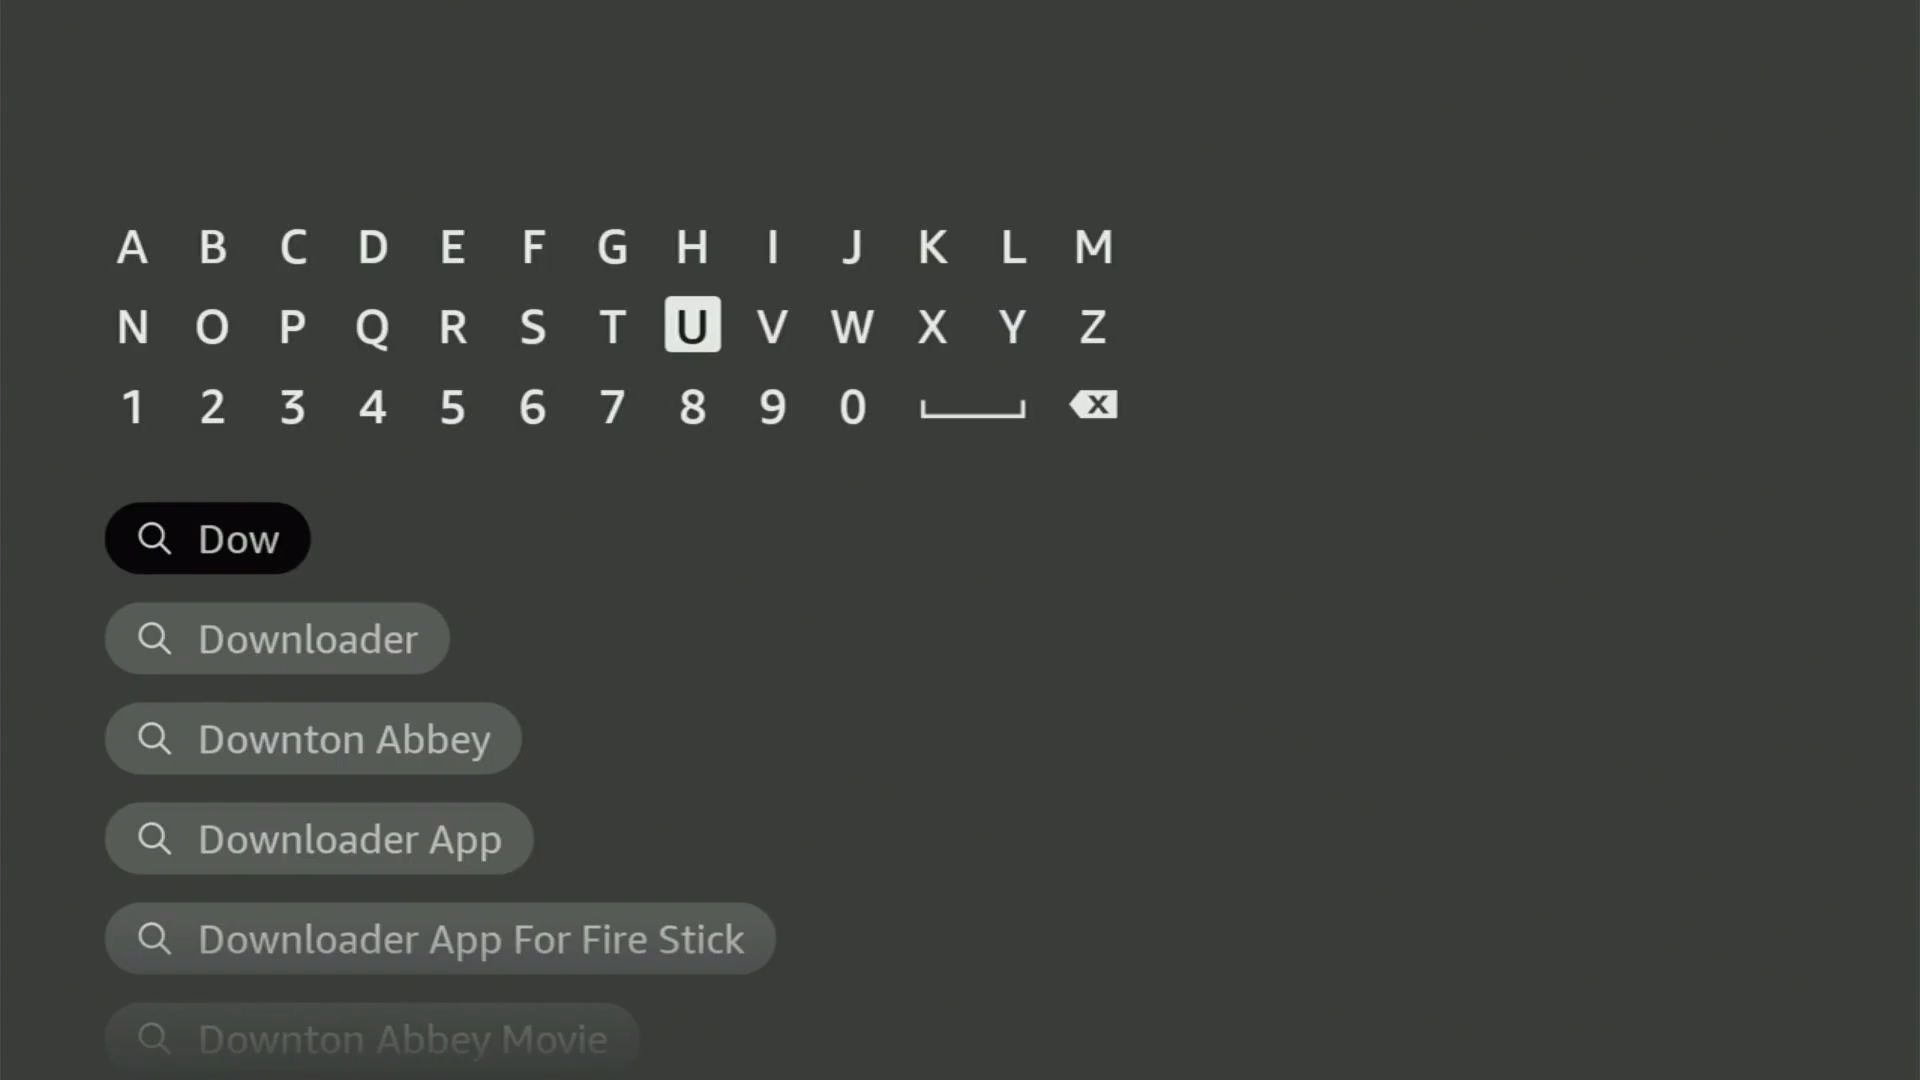 A B C D E F G H I J K L M
N O P Q R S T U V W X Y Z
1 2 3 4 5 6 7 8 9 0
Dow
Downloader
Downton Abbey
Downloader App
Downloader App For Fire Stick
Downton Abbey Movie